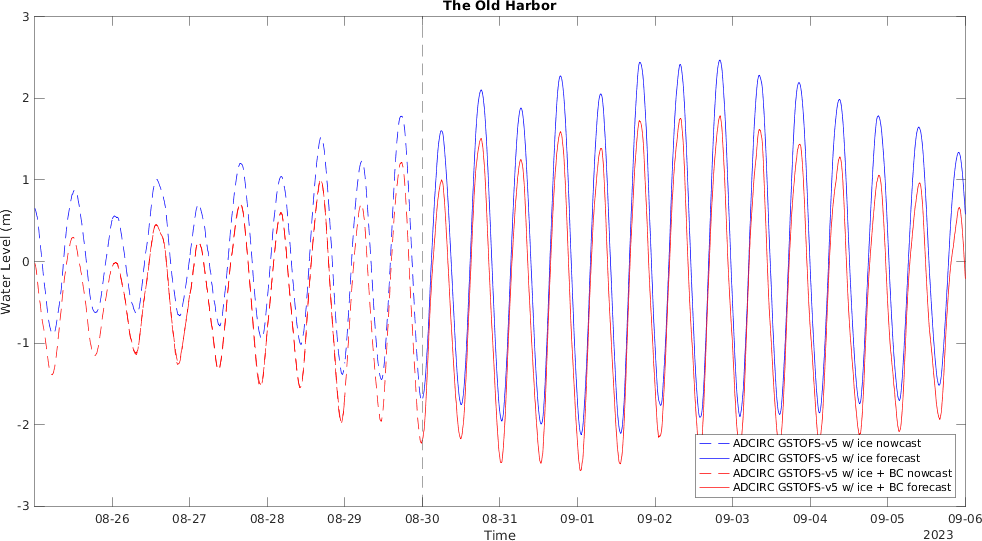 The Old Harbor
3
2
1
0
-1
-2
-3
Water Level (m)
ADCIRC GSTOFS-v5 w/ ice nowcast
ADCIRC GSTOFS-v5 w/ ice forecast
ADCIRC GSTOFS-v5 w/ ice + BC nowcast
ADCIRC GSTOFS-v5 w/ ice + BC forecast
08-26 08-27 08-28 08-29 08-30 08-31 09-01 09-02 09-03 09-04 09-05 09-06
Time
2023